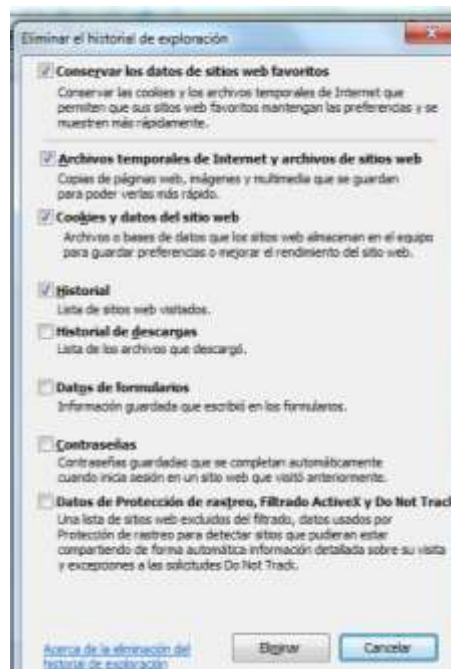 Eliminar el historial de exploración
Conservar los datos de sitios web favoritos
Conservar las cookies y los archivos temporales de Internet que
permiten que sus sitios web favoritos mantengan las preferencias y se
muestren más rápidamente.
Archivos temporales de Internet y archivos de sitios web
Copias de páginas web, imágenes y multimedia que se guardan
para poder verlas más rápido.
Cookies y datos del sitio web
Archivos o bases de datos que los sitios web almacenan en el equipo
para guardar preferencias o mejorar el rendimiento del sitio web.
Historial
Lista de sitios web visitados.
Historial de descargas
Lista de los archivos que descargó.
Datos de formularios
Información guardada que escribió en los formularios.
Contraseñas
Contraseñas guardadas que se completan automáticamente
cuando inicia sesión en un sitio web que visitó anteriormente.
Datos de Protección de rastreo, Filtrado ActiveX y Do Not Track
Una lista de sitios web excluidos del filtrado, datos usados por
Protección de rastreo para detectar sitios que pudieran estar
compartiendo de forma automática información detallada sobre su visita
y excepciones a las solicitudes Do Not Track.
Acerca de la eliminación del
historial de exploración
Eliminar
Cancelar